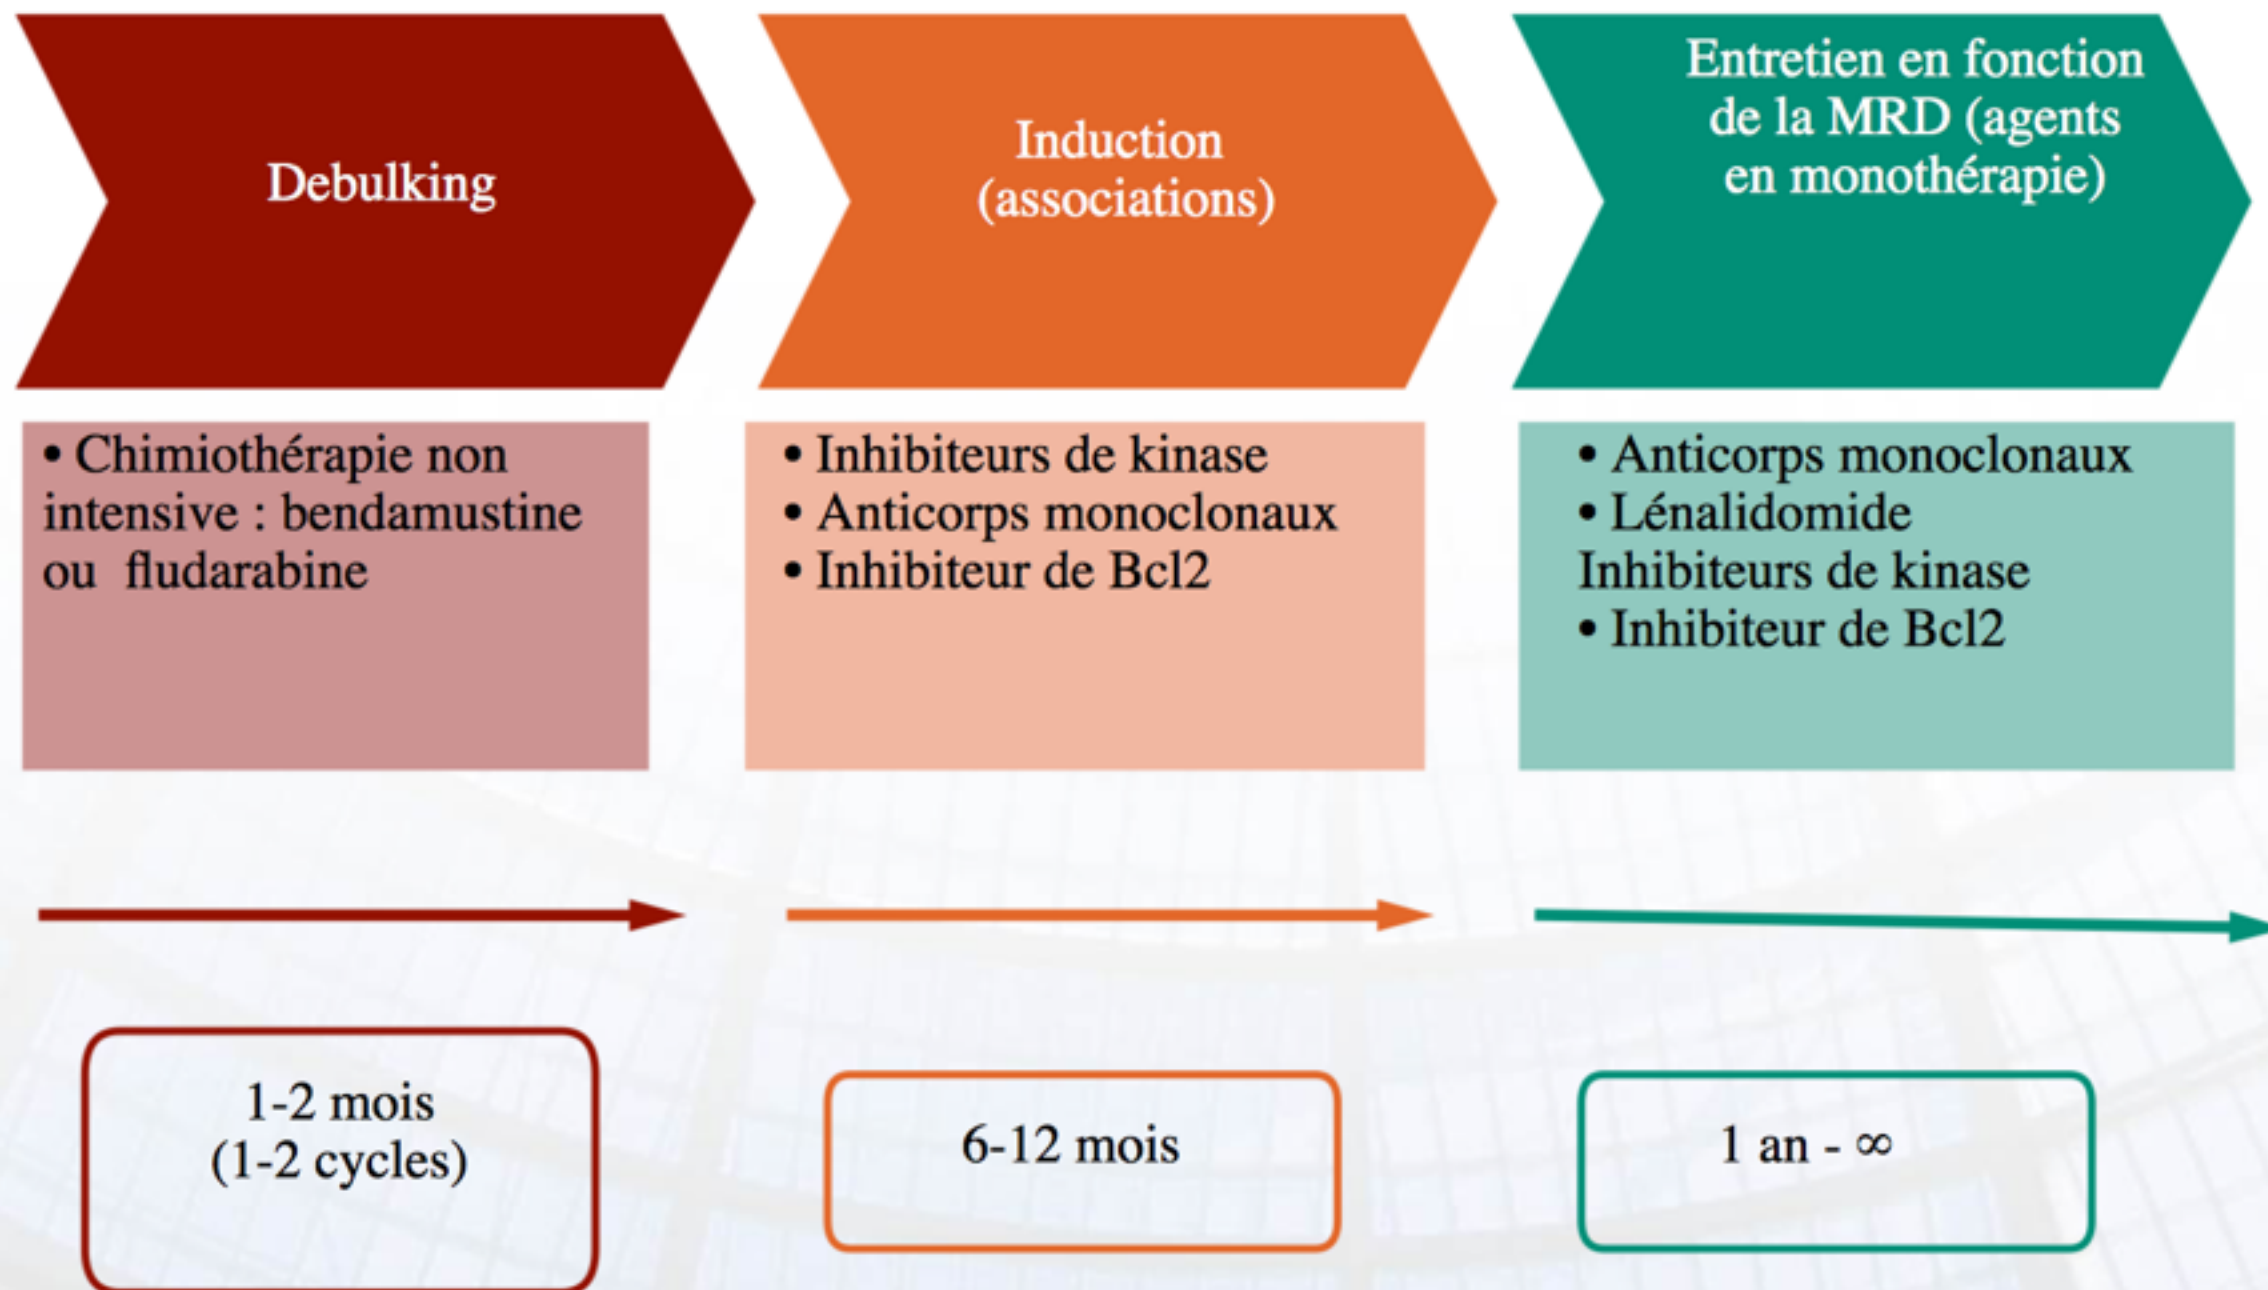 Debulking
Induction
(associations)
Entretien en fonction
de la MRD (agents
en monothérapie)
• Chimiothérapie non
intensive : bendamustine
ou fludarabine
• Inhibiteurs de kinase
• Anticorps monoclonaux
• Inhibiteur de Bcl2
• Anticorps monoclonaux
• Lénalidomide
Inhibiteurs de kinase
• Inhibiteur de Bcl2
1-2 mois
(1-2 cycles)
6-12 mois
1 an - ∞